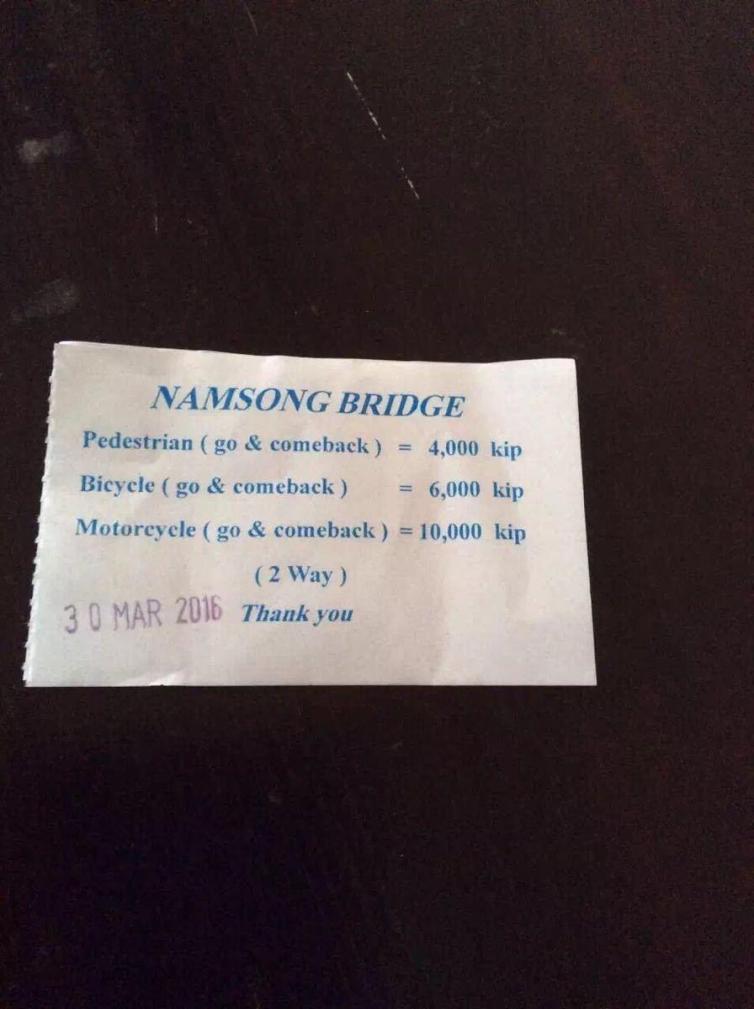 NAMSONG BRIDGE
Pedestrian ( go & comeback ) = 4,000 kip
Bicycle ( go & comeback ) = 6,000 kip
Motorcycle ( go & comeback ) = 10,000 kip
( 2 Way )
30 MAR 2016 Thank you